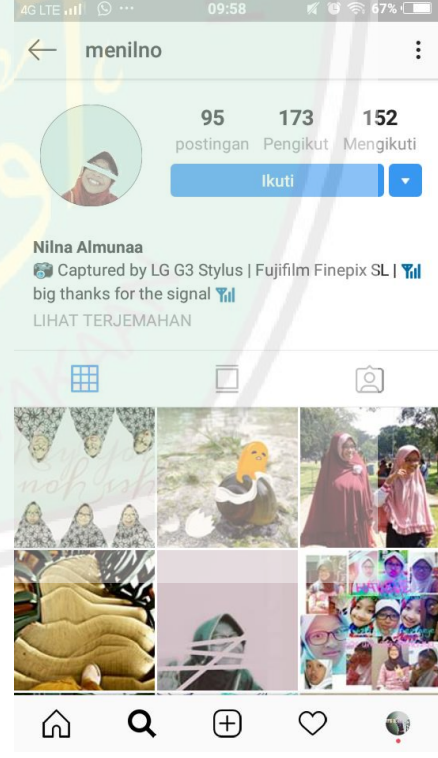 4G LTE 09:58 67%
menilno
95 173 152
postingan Pengikut Mengikuti
Ikuti
Nilna Almunaa
Captured by LG G3 Stylus | Fujifilm Finepix SL |
big thanks for the signal
LIHAT TERJEMAHAN